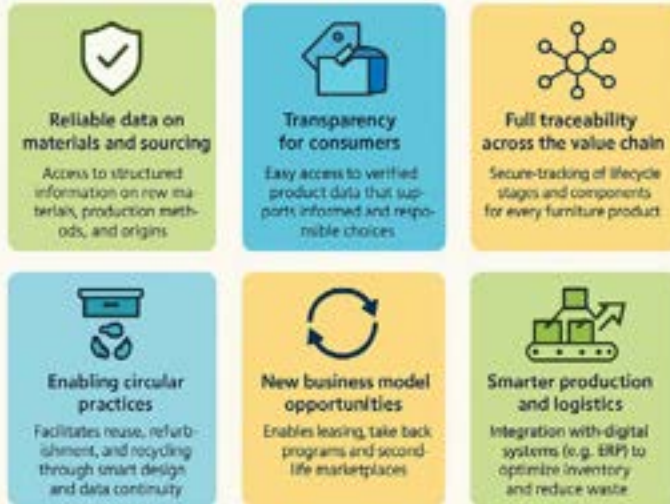 Reliable data on
materials and sourcing
Access to structured
information on new ma-
terials, production meth-
ods, and origins
Transparency
for consumers
Easy access to verified
product data that sup-
ports informed and respo-
nsible choices
Full traceability
across the value chain
Secure-tracking of lifecycle
stages and components
for every furniture product
Enabling circular
practices
Facilitates reuse, refurb-
ishment, and recycling
through smart design
and data continuity
New business model
opportunities
Enables leasing, take back
programs and second-
life marketplaces
Smarter production
and logistics
Integration with-digital
systems (e.g. ERP) to
optimize inventory
and reduce waste